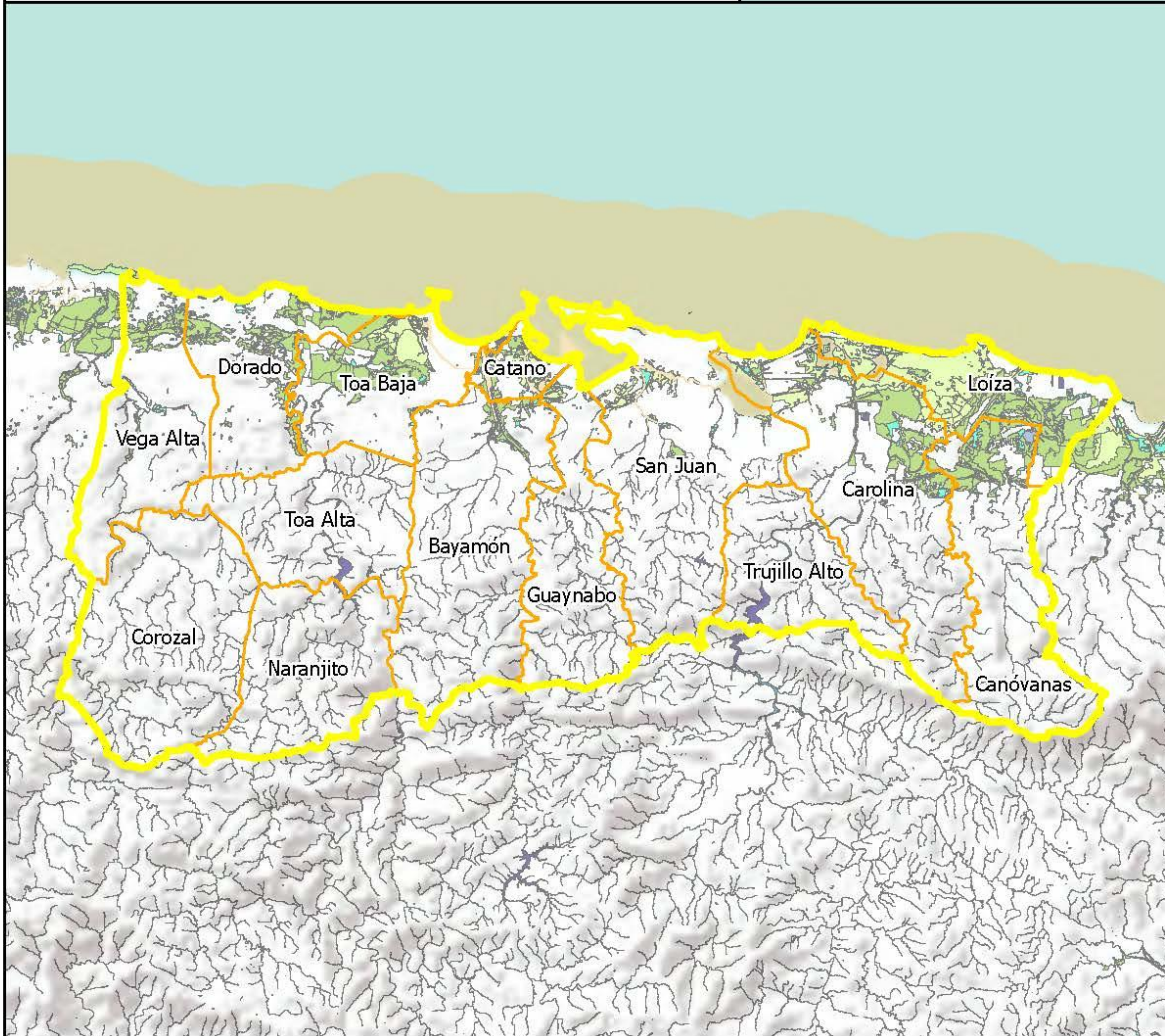 Dorado
Toa Baja
Catano
Loíza
Vega Alta
San Juan
Carolina
Toa Alta
Bayamón
Trujillo Alto
Guaynabo
Corozal
Naranjito
Canóvanas